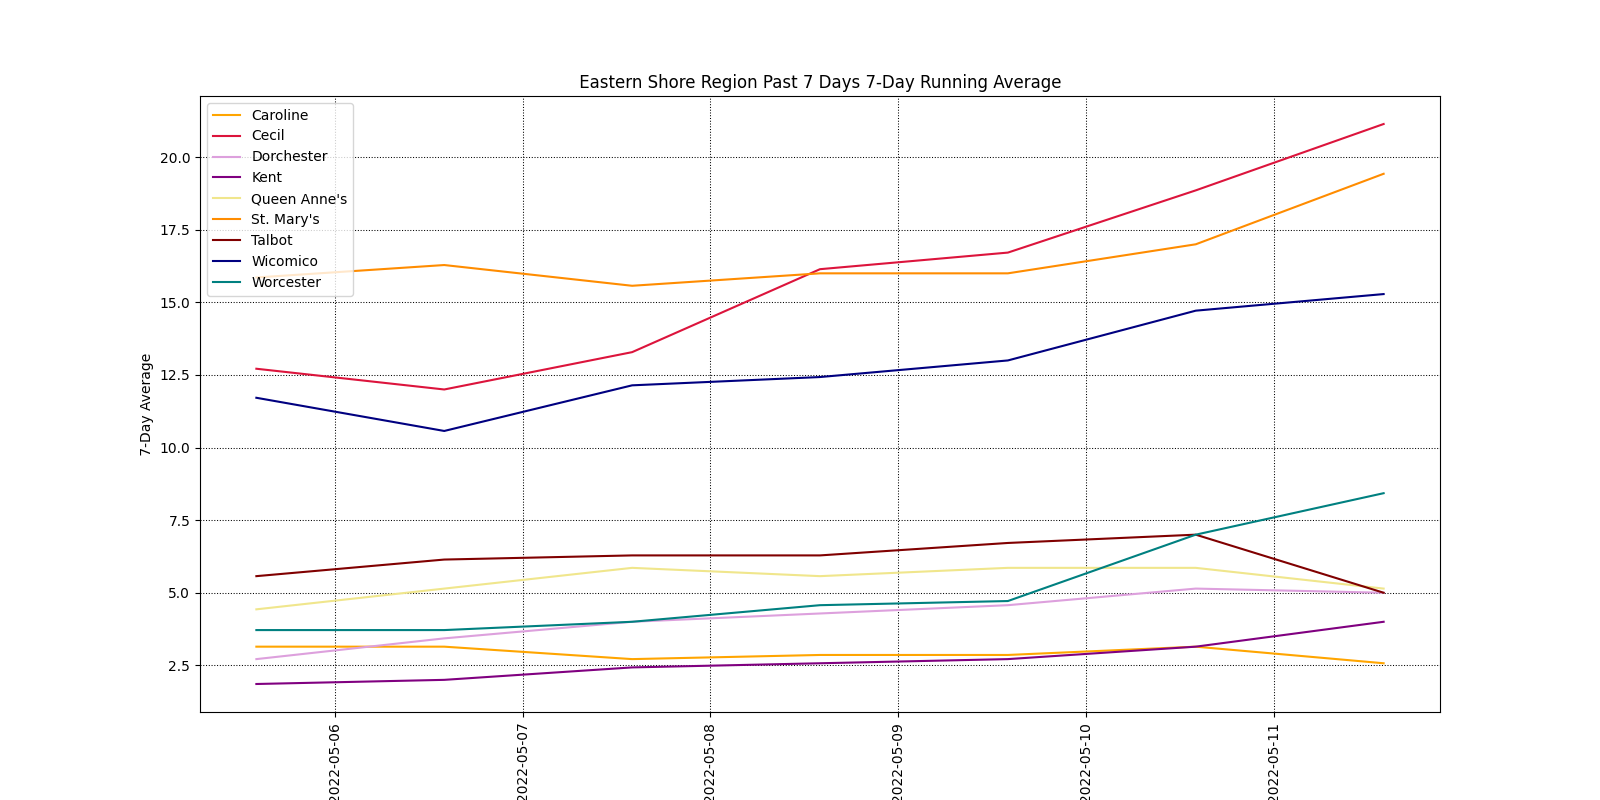 Eastern Shore Region Past 7 Days 7-Day Running Average
Caroline
Cecil
Dorchester
Kent
Queen Anne's
St. Mary's
Talbot
Wicomico
Worcester
20.0
17.5
15.0
12.5
10.0
7.5
5.0
2.5
7-Day Average
2022-05-06
2022-05-07
2022-05-08
2022-05-09
2022-05-10
2022-05-11